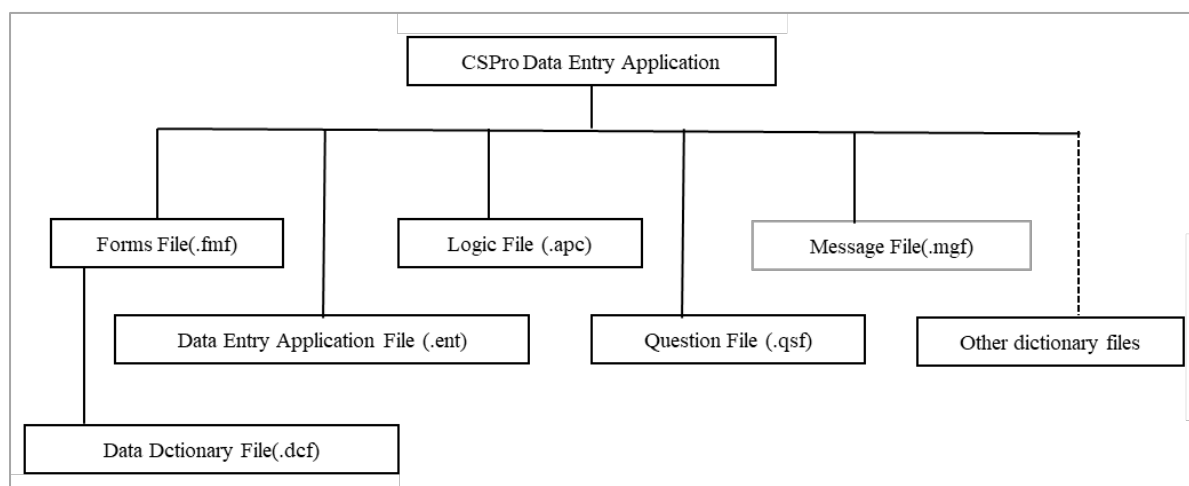 CSPro Data Entry Application
Forms File(.fmf)
Logic File (.apc)
Message File(.mgf)
Data Entry Application File (.ent)
Question File (.qsf)
Other dictionary files
Data Dctionary File(.dcf)